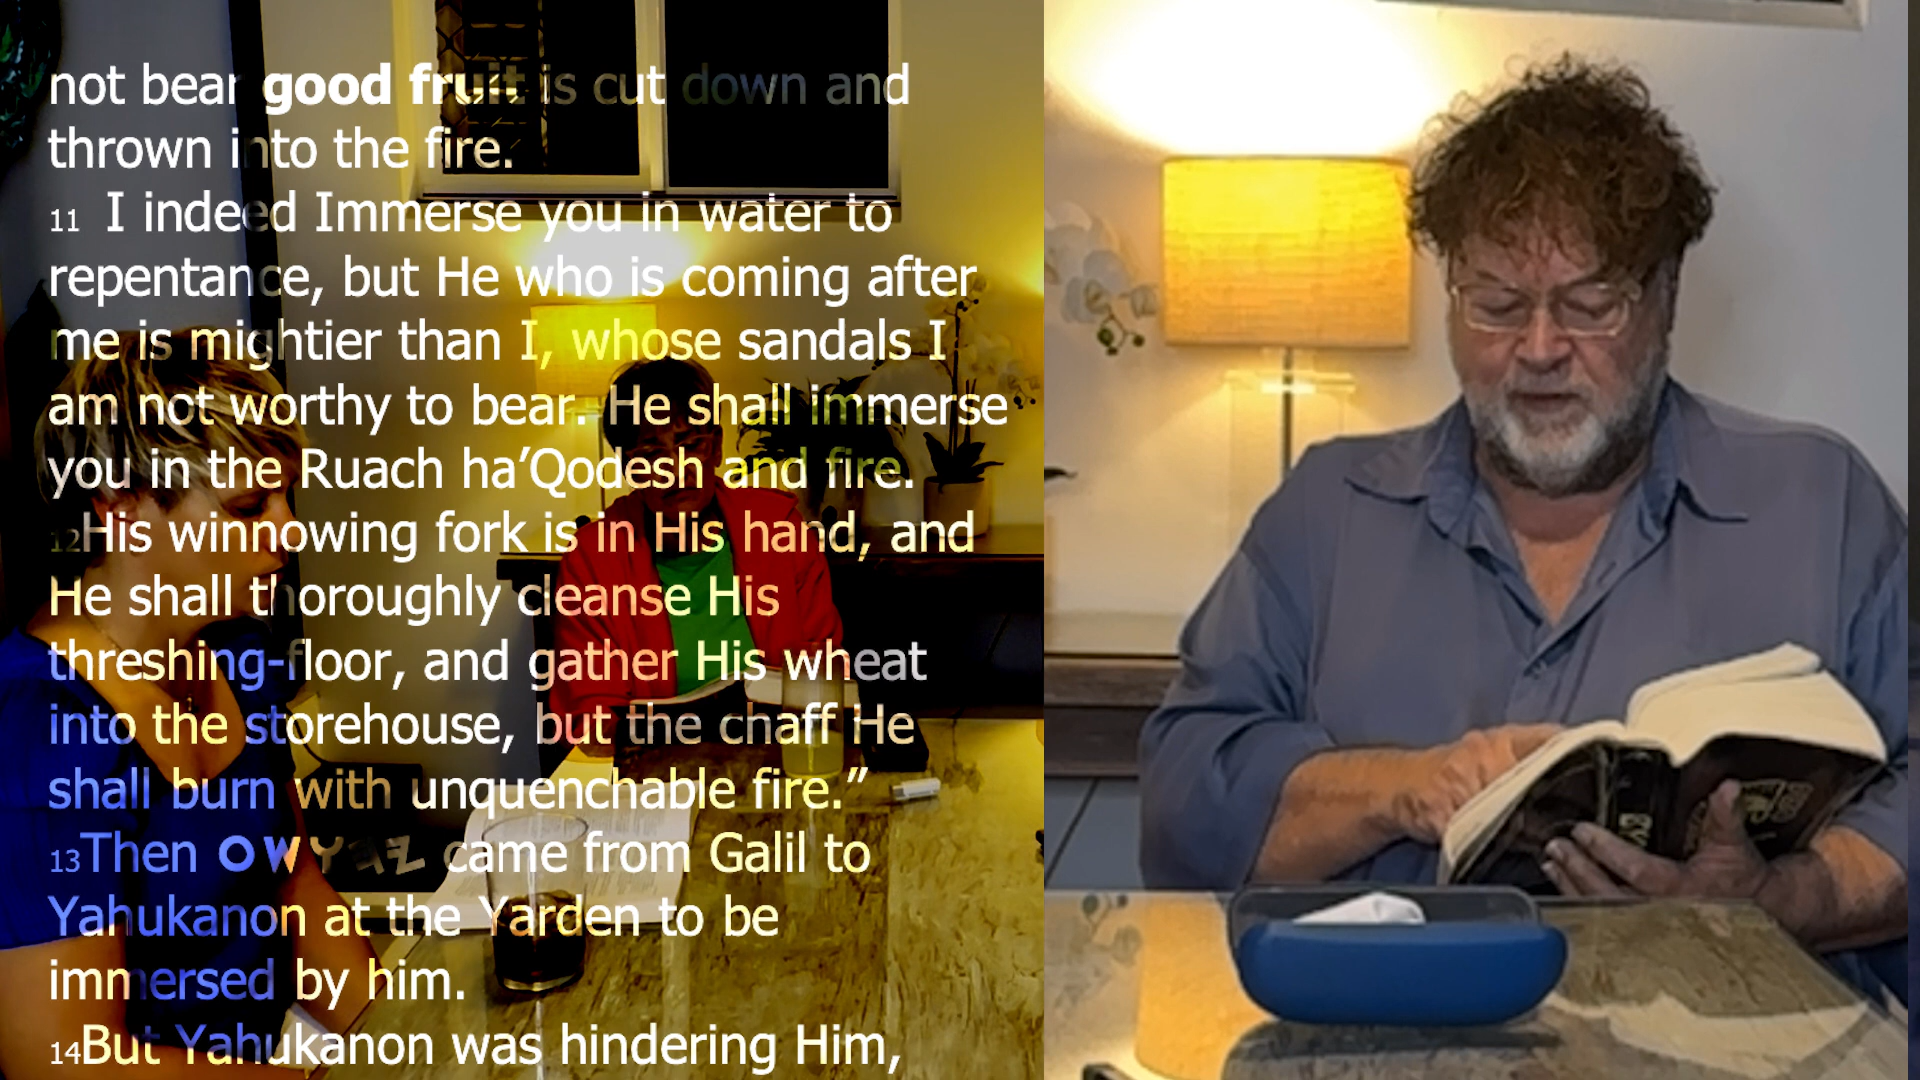 not bear good fruit is cut down and
thrown into the fire.
11 I indeed Immerse you in water to
repentance, but He who is coming after
me is mightier than I, whose sandals I
am not worthy to bear. He shall immerse
you in the Ruach ha’Qodesh and fire.
12His winnowing fork is in His hand, and
He shall thoroughly cleanse His
threshing-floor, and gather His wheat
into the storehouse, but the chaff He
shall burn with unquenchable fire.”
13Then 𐤏𐤅𐤔𐤅𐤄𐤉 came from Galil to
Yahukanon at the Yarden to be
immersed by him.
14But Yahukanon was hindering Him,